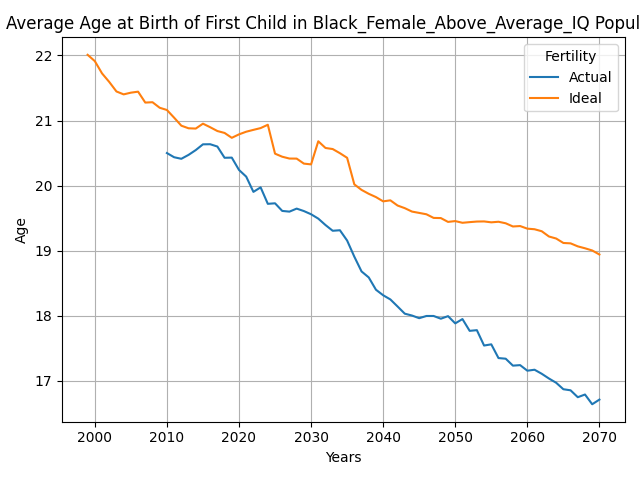 Average Age at Birth of First Child in Black_Female_Above_Average_IQ Popul
Fertility
Actual
Ideal
22
21
20
19
18
17
Age
2000 2010 2020 2030 2040 2050 2060 2070
Years